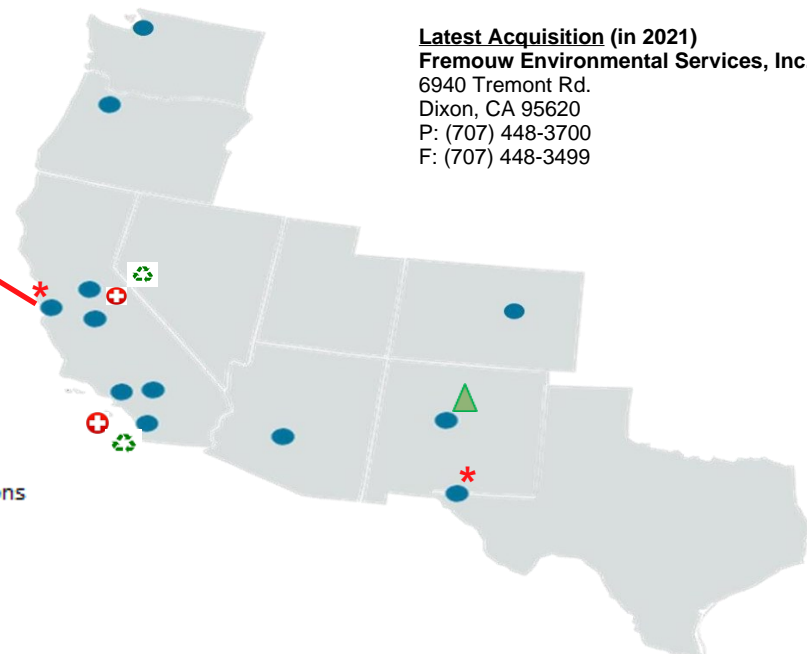 Latest Acquisition (in 2021)
Fremouw Environmental Services, Inc
6940 Tremont Rd.
Dixon, CA 95620
P: (707) 448-3700
F: (707) 448-3499
*
*
ns